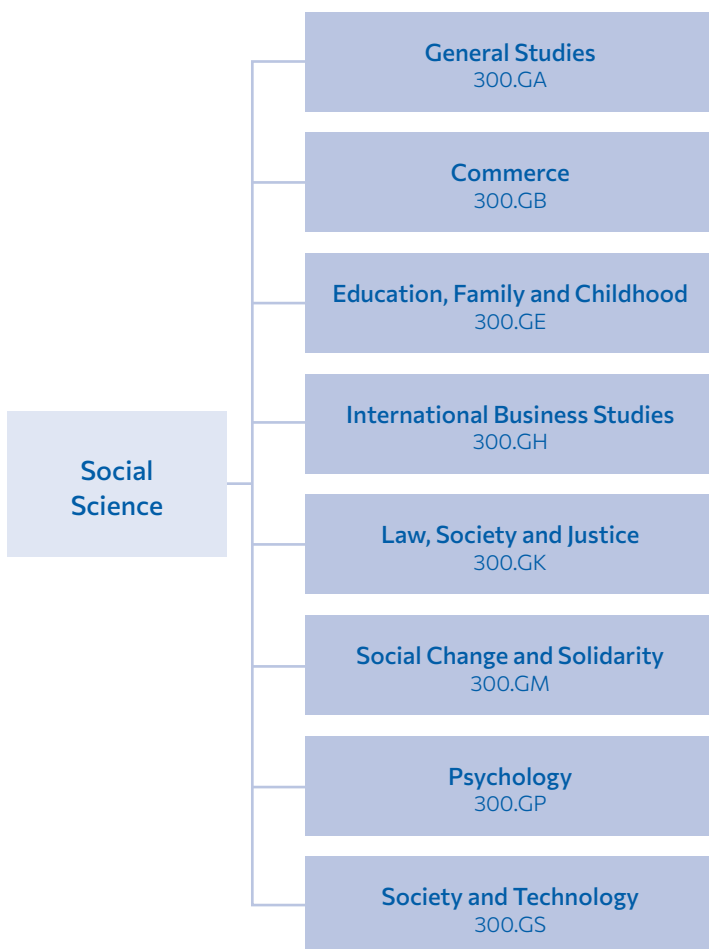 General Studies
300.GA
Commerce
300.GB
Education, Family and Childhood
300.GE
International Business Studies
300.GH
Social
Science
Law, Society and Justice
300.GK
Social Change and Solidarity
300.GM
Psychology
300.GP
Society and Technology
300.GS